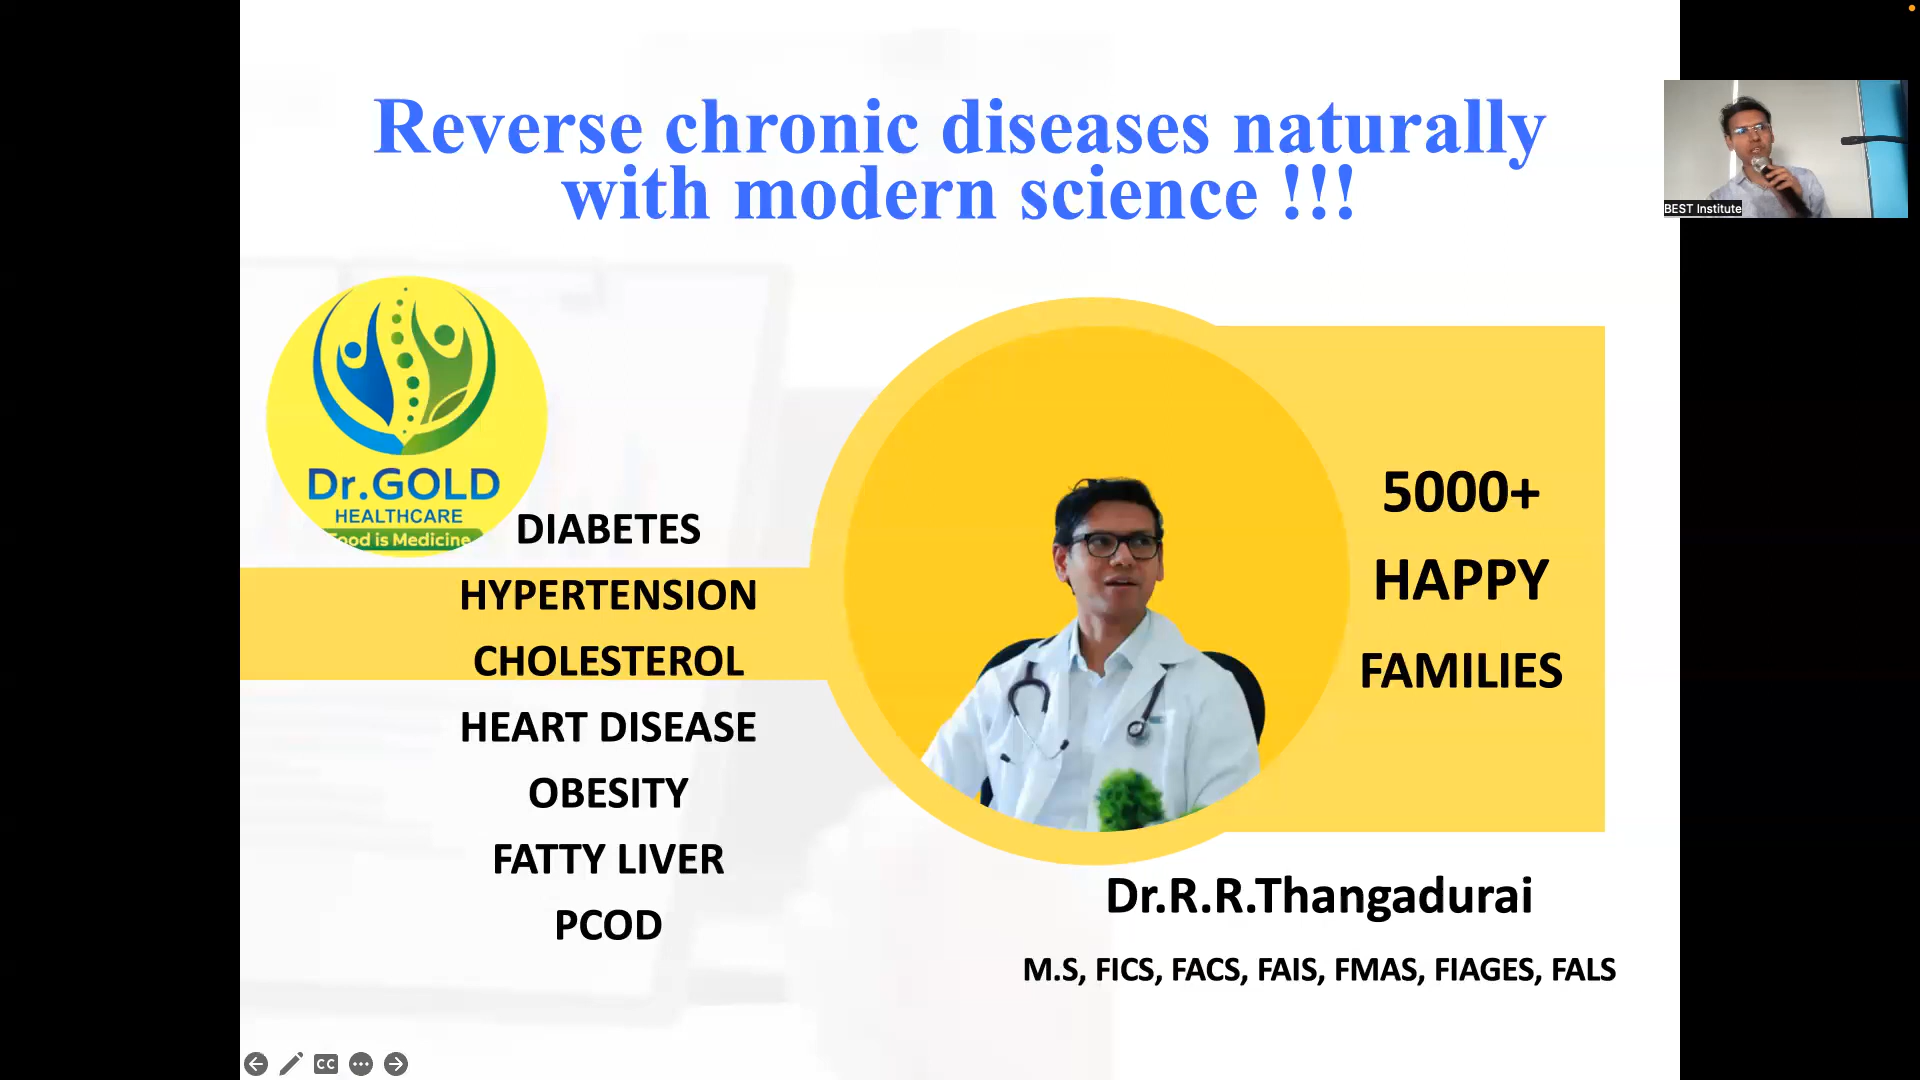 Reverse chronic diseases naturally
with modern science !!!
BEST Institute
Dr.GOLD
HEALTHCARE
Food is Medicine
DIABETES
HYPERTENSION
CHOLESTEROL
HEART DISEASE
OBESITY
FATTY LIVER
PCOD
5000+
HAPPY
FAMILIES
Dr.R.R.Thangadurai
M.S, FICS, FACS, FAIS, FMAS, FIAGES, FALS
CC